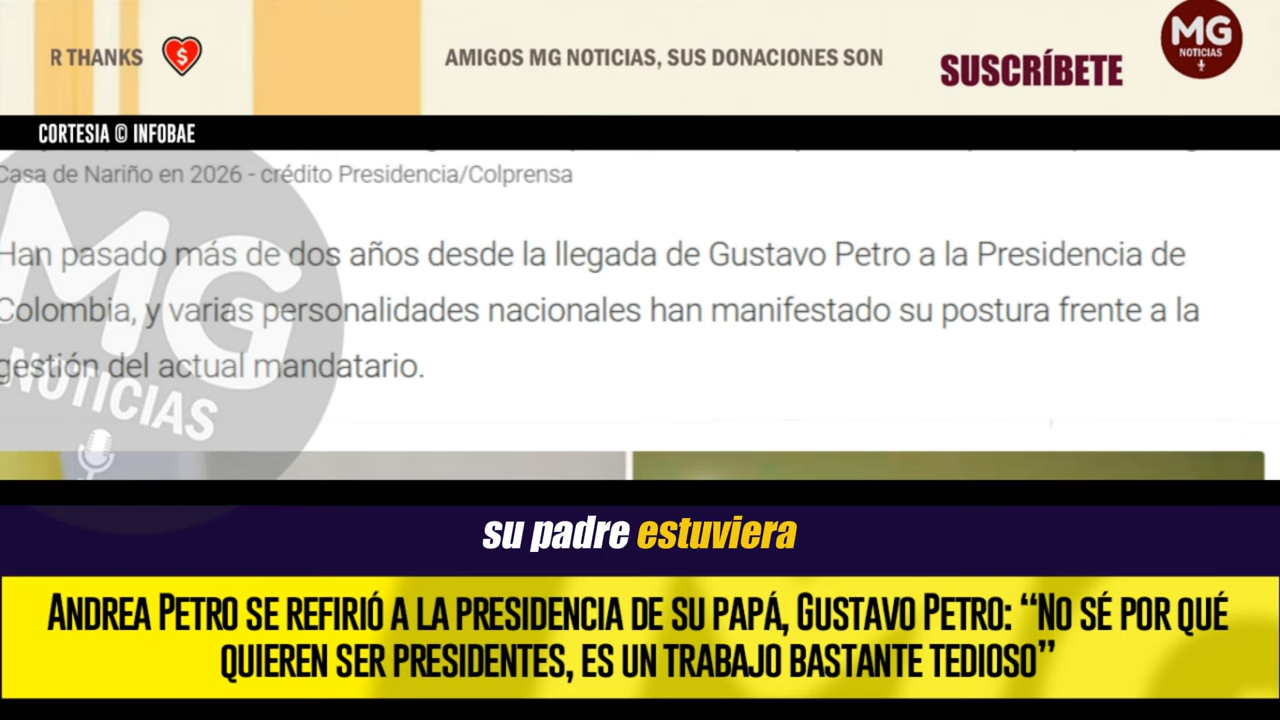 R THANKS
AMIGOS MG NOTICIAS, SUS DONACIONES SON
SUSCRÍBETE
MG
NOTICIAS
CORTESIA © INFOBAE
Casa de Nariño en 2026 - crédito Presidencia/Colprensa
Han pasado más de dos años desde la llegada de Gustavo Petro a la Presidencia de
Colombia, y varias personalidades nacionales han manifestado su postura frente a la
gestión del actual mandatario.
MG
NOTICIAS
su padre estuviera
ANDREA PETRO SE REFIRIÓ A LA PRESIDENCIA DE SU PAPÁ, GUSTAVO PETRO: “NO SÉ POR QUÉ
QUIEREN SER PRESIDENTES, ES UN TRABAJO BASTANTE TEDIOSO”